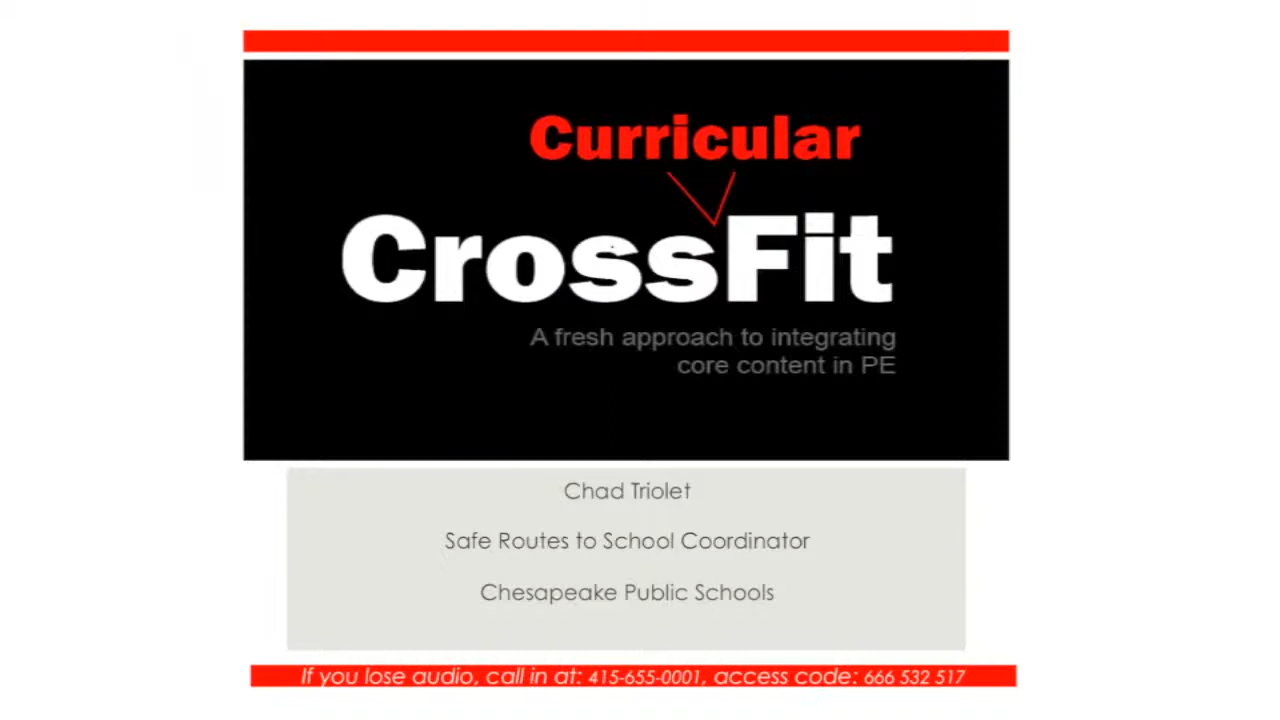 Curricular
CrossFit
A fresh approach to integrating
core content in PE
Chad Triolet
Safe Routes to School Coordinator
Chesapeake Public Schools
If you lose audio, call in at: 415-655-0001, access code: 666 532 517